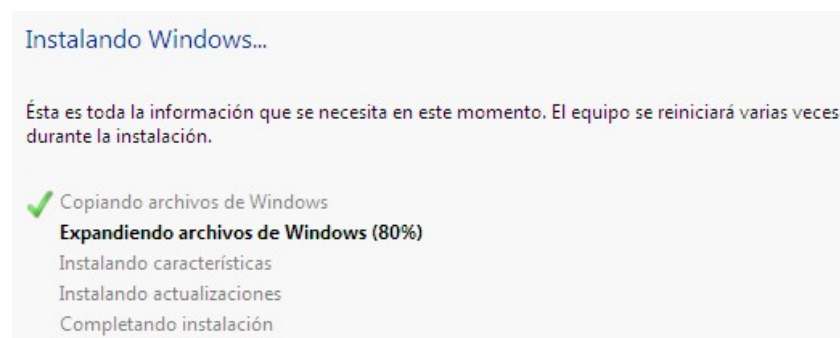 Instalando Windows...
Ésta es toda la información que se necesita en este momento. El equipo se reiniciará varias veces
durante la instalación.
Copiando archivos de Windows
Expandiendo archivos de Windows (80%)
Instalando características
Instalando actualizaciones
Completando instalación